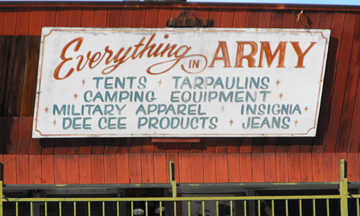 Everything IN ARMY
TENTS TARPAULINS
CAMPING EQUIPMENT
MILITARY APPAREL INSIGNIA
DEE CEE PRODUCTS JEANS